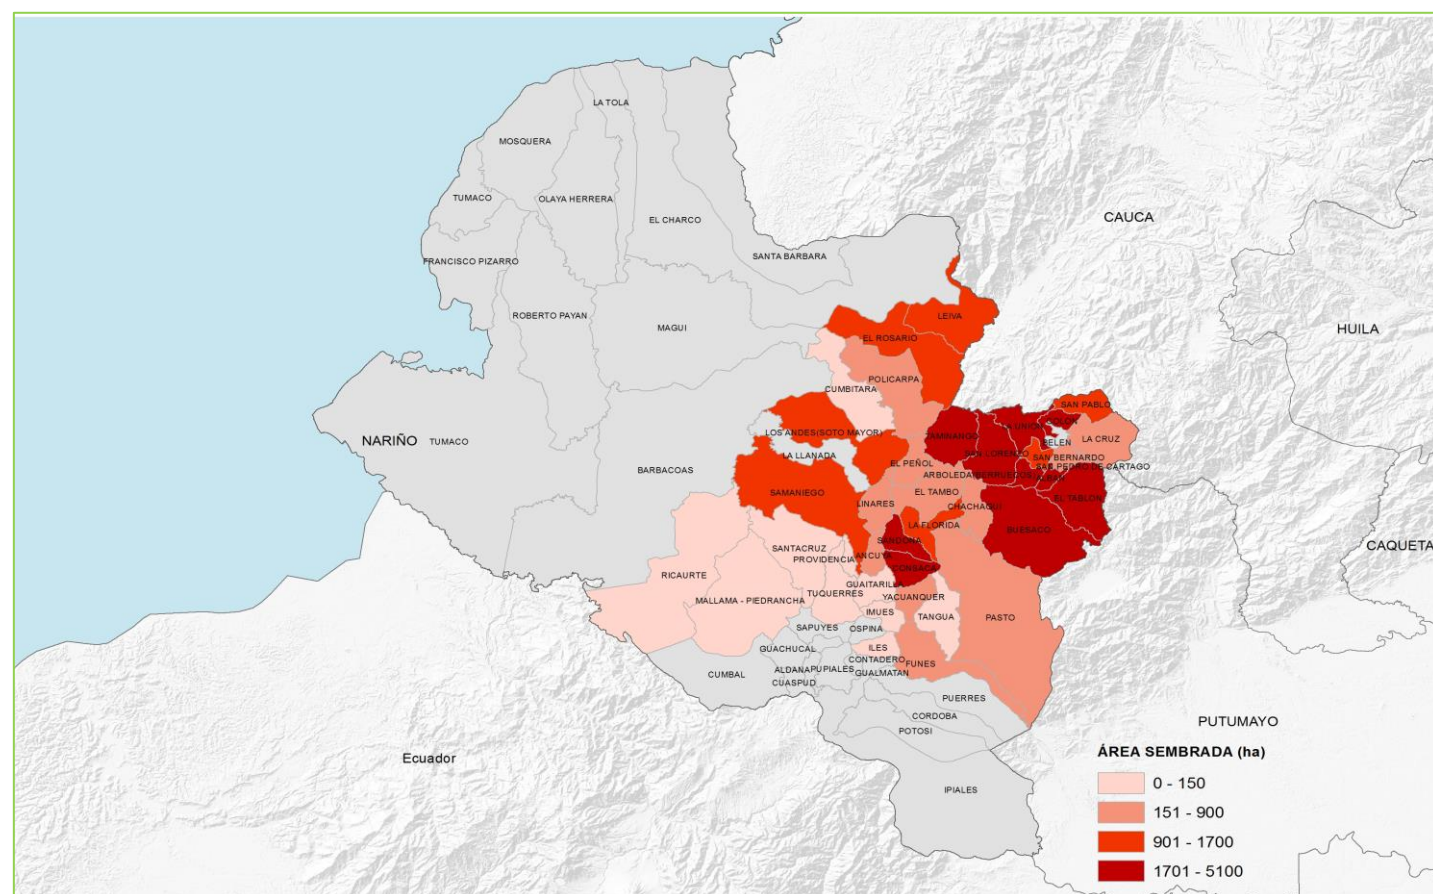 LA TOLA
MOSQUERA
TUMACO
OLAYA HERRERA
EL CHARCO
CAUCA
SANTA BARBARA
FRANCISCO PIZARRO
ROBERTO PAYAN
MAGUI
LEIVA
HUILA
EL ROSARIO
POLICARPA
CUMBITARA
SAN PABLO
LA UNION
COLON
LOS ANDES(SOTO MAYOR)
TAMINANGO
NARIÑO
TUMACO
BELEN
LA CRUZ
LA LLANADA
SAN LORENZO
SAN BERNARDO
EL PEÑOL
SAN PEDRO DE CARTAGO
BARBACOAS
ARBOLEDA(BERRUECOS)
ALBAN
SAMANIEGO
EL TAMBO
EL TABLON
LINARES
CHACHAGUI
LA FLORIDA
BUESACO
SANDONA
CAQUETA
SANTACRUZ
PROVIDENCIA
ANCUYA
CONSACA
RICAURTE
GUAITARILLA
TUQUERRES
YACUANQUER
MALLAMA - PIEDRANCHA
IMUES
TANGUA
PASTO
SAPUYES
OSPINA
GUACHUCAL
ILES
CONTADERO
FUNES
CUMBAL
ALDANA
PUPIALES
GUALMATAN
CUASPUD
PUERRES
CORDOBA
POTOSI
PUTUMAYO
Ecuador
IPIALES
ÁREA SEMBRADA (ha)
0 - 150
151 - 900
901 - 1700
1701 - 5100